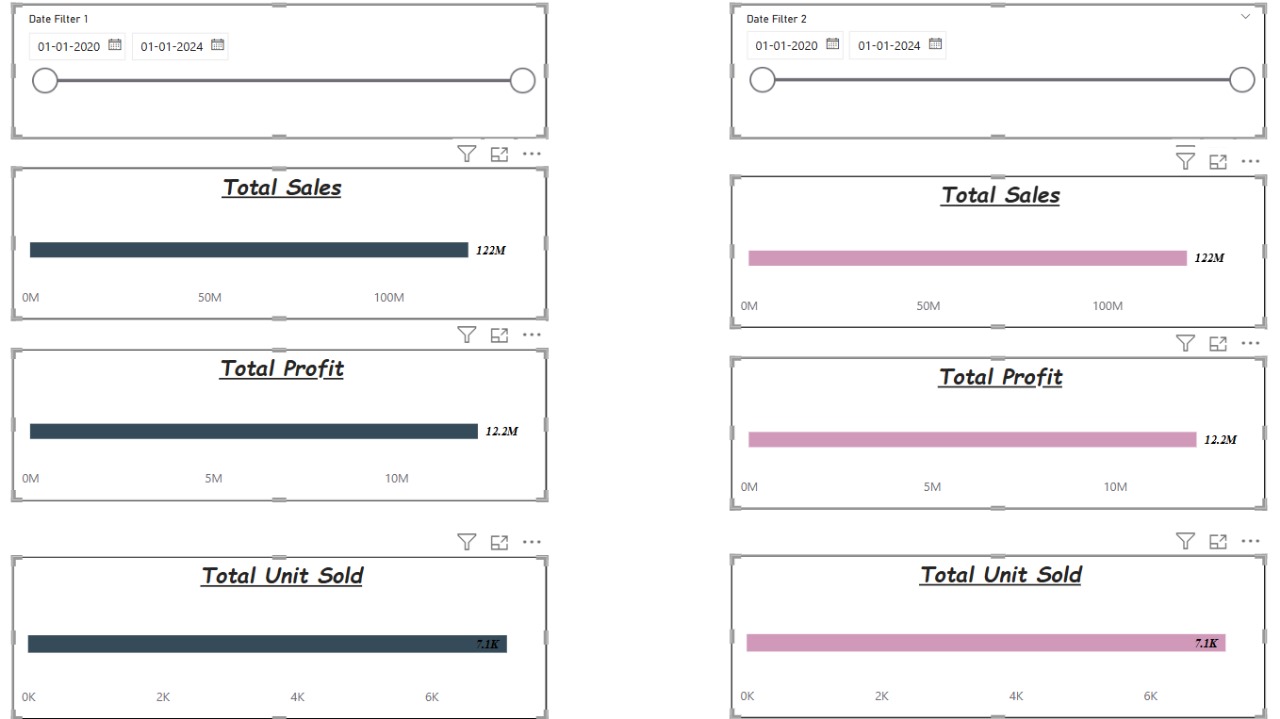 Date Filter 1
01-01-2020 01-01-2024
Total Sales
122M
0M 50M 100M
Total Profit
12.2M
0M 5M 10M
Total Unit Sold
7.1K
0K 2K 4K 6K
Date Filter 2
01-01-2020 01-01-2024
Total Sales
122M
0M 50M 100M
Total Profit
12.2M
0M 5M 10M
Total Unit Sold
7.1K
0K 2K 4K 6K